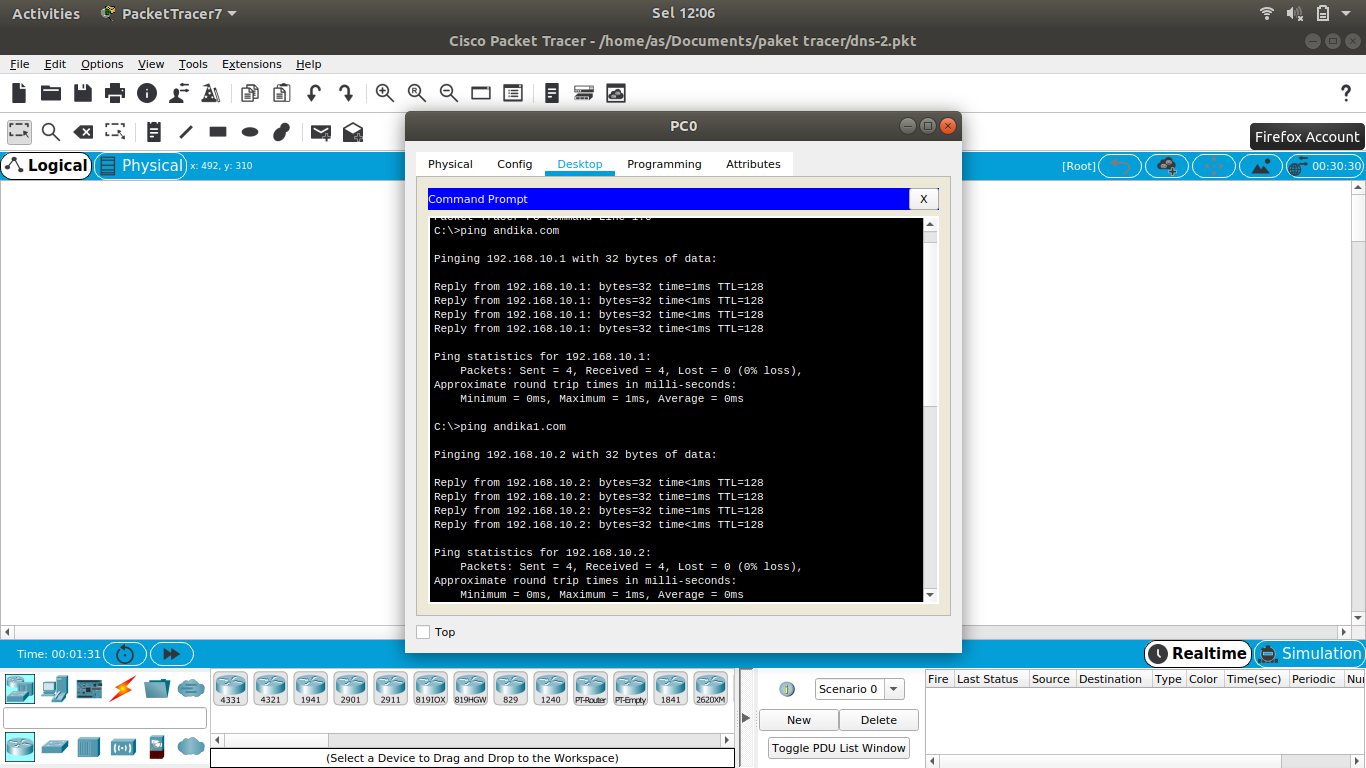 Activities PacketTracer7 Sel 12:06
Cisco Packet Tracer - /home/as/Documents/paket tracer/dns-2.pkt
File Edit Options View Tools Extensions Help
?
PC0
Firefox Account
Logical Physical x: 492, y: 310 [Root] 00:30:30
Physical Config Desktop Programming Attributes
Command Prompt X
Packet Tracer PC Command Line 1.0
C:\>ping andika.com
Pinging 192.168.10.1 with 32 bytes of data:
Reply from 192.168.10.1: bytes=32 time=1ms TTL=128
Reply from 192.168.10.1: bytes=32 time<1ms TTL=128
Reply from 192.168.10.1: bytes=32 time<1ms TTL=128
Reply from 192.168.10.1: bytes=32 time<1ms TTL=128
Ping statistics for 192.168.10.1:
Packets: Sent = 4, Received = 4, Lost = 0 (0% loss),
Approximate round trip times in milli-seconds:
Minimum = 0ms, Maximum = 1ms, Average = 0ms
C:\>ping andika1.com
Pinging 192.168.10.2 with 32 bytes of data:
Reply from 192.168.10.2: bytes=32 time<1ms TTL=128
Reply from 192.168.10.2: bytes=32 time<1ms TTL=128
Reply from 192.168.10.2: bytes=32 time<1ms TTL=128
Reply from 192.168.10.2: bytes=32 time<1ms TTL=128
Ping statistics for 192.168.10.2:
Packets: Sent = 4, Received = 4, Lost = 0 (0% loss),
Approximate round trip times in milli-seconds:
Minimum = 0ms, Maximum = 1ms, Average = 0ms
Top
Time: 00:01:31 Realtime Simulation
4331 4321 1941 2901 2911 819IOX 819HGW 829 1240 PT-Router PT-Empty 1841 2620XM
Scenario 0
New Delete
Toggle PDU List Window
Fire Last Status Source Destination Type Color Time(sec) Periodic Nur
(Select a Device to Drag and Drop to the Workspace)